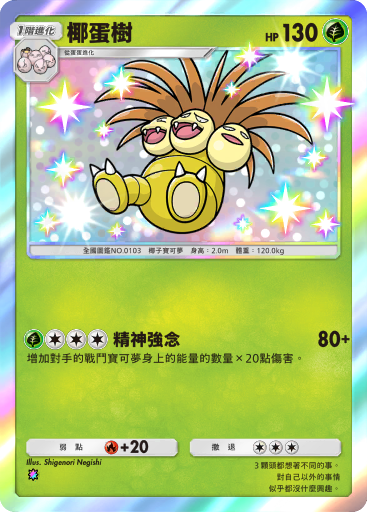 1階進化
椰蛋樹
HP 130
從蛋蛋進化
全國圖鑑NO.0103 椰子寶可夢 身高：2.0m 體重：120.0kg
精神強念 80+
增加對手的戰鬥寶可夢身上的能量的數量×20點傷害。
弱點 +20 撤退
Illus. Shigenori Negishi
3顆頭都想著不同的事。
對自己以外的事情
似乎都沒什麼興趣。